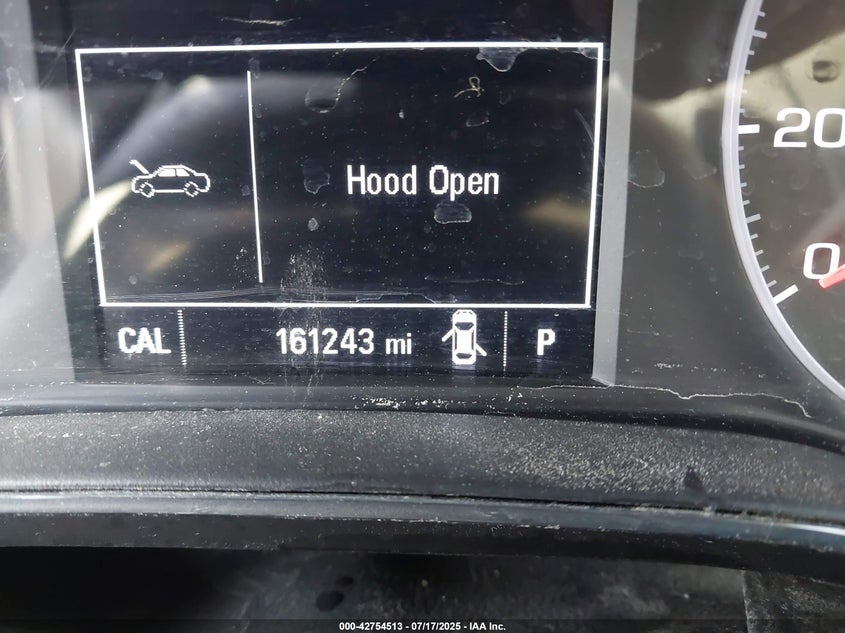 Hood Open
20
0
CAL 161243 mi P
000-42754513 - 07/17/2025 - IAA Inc.